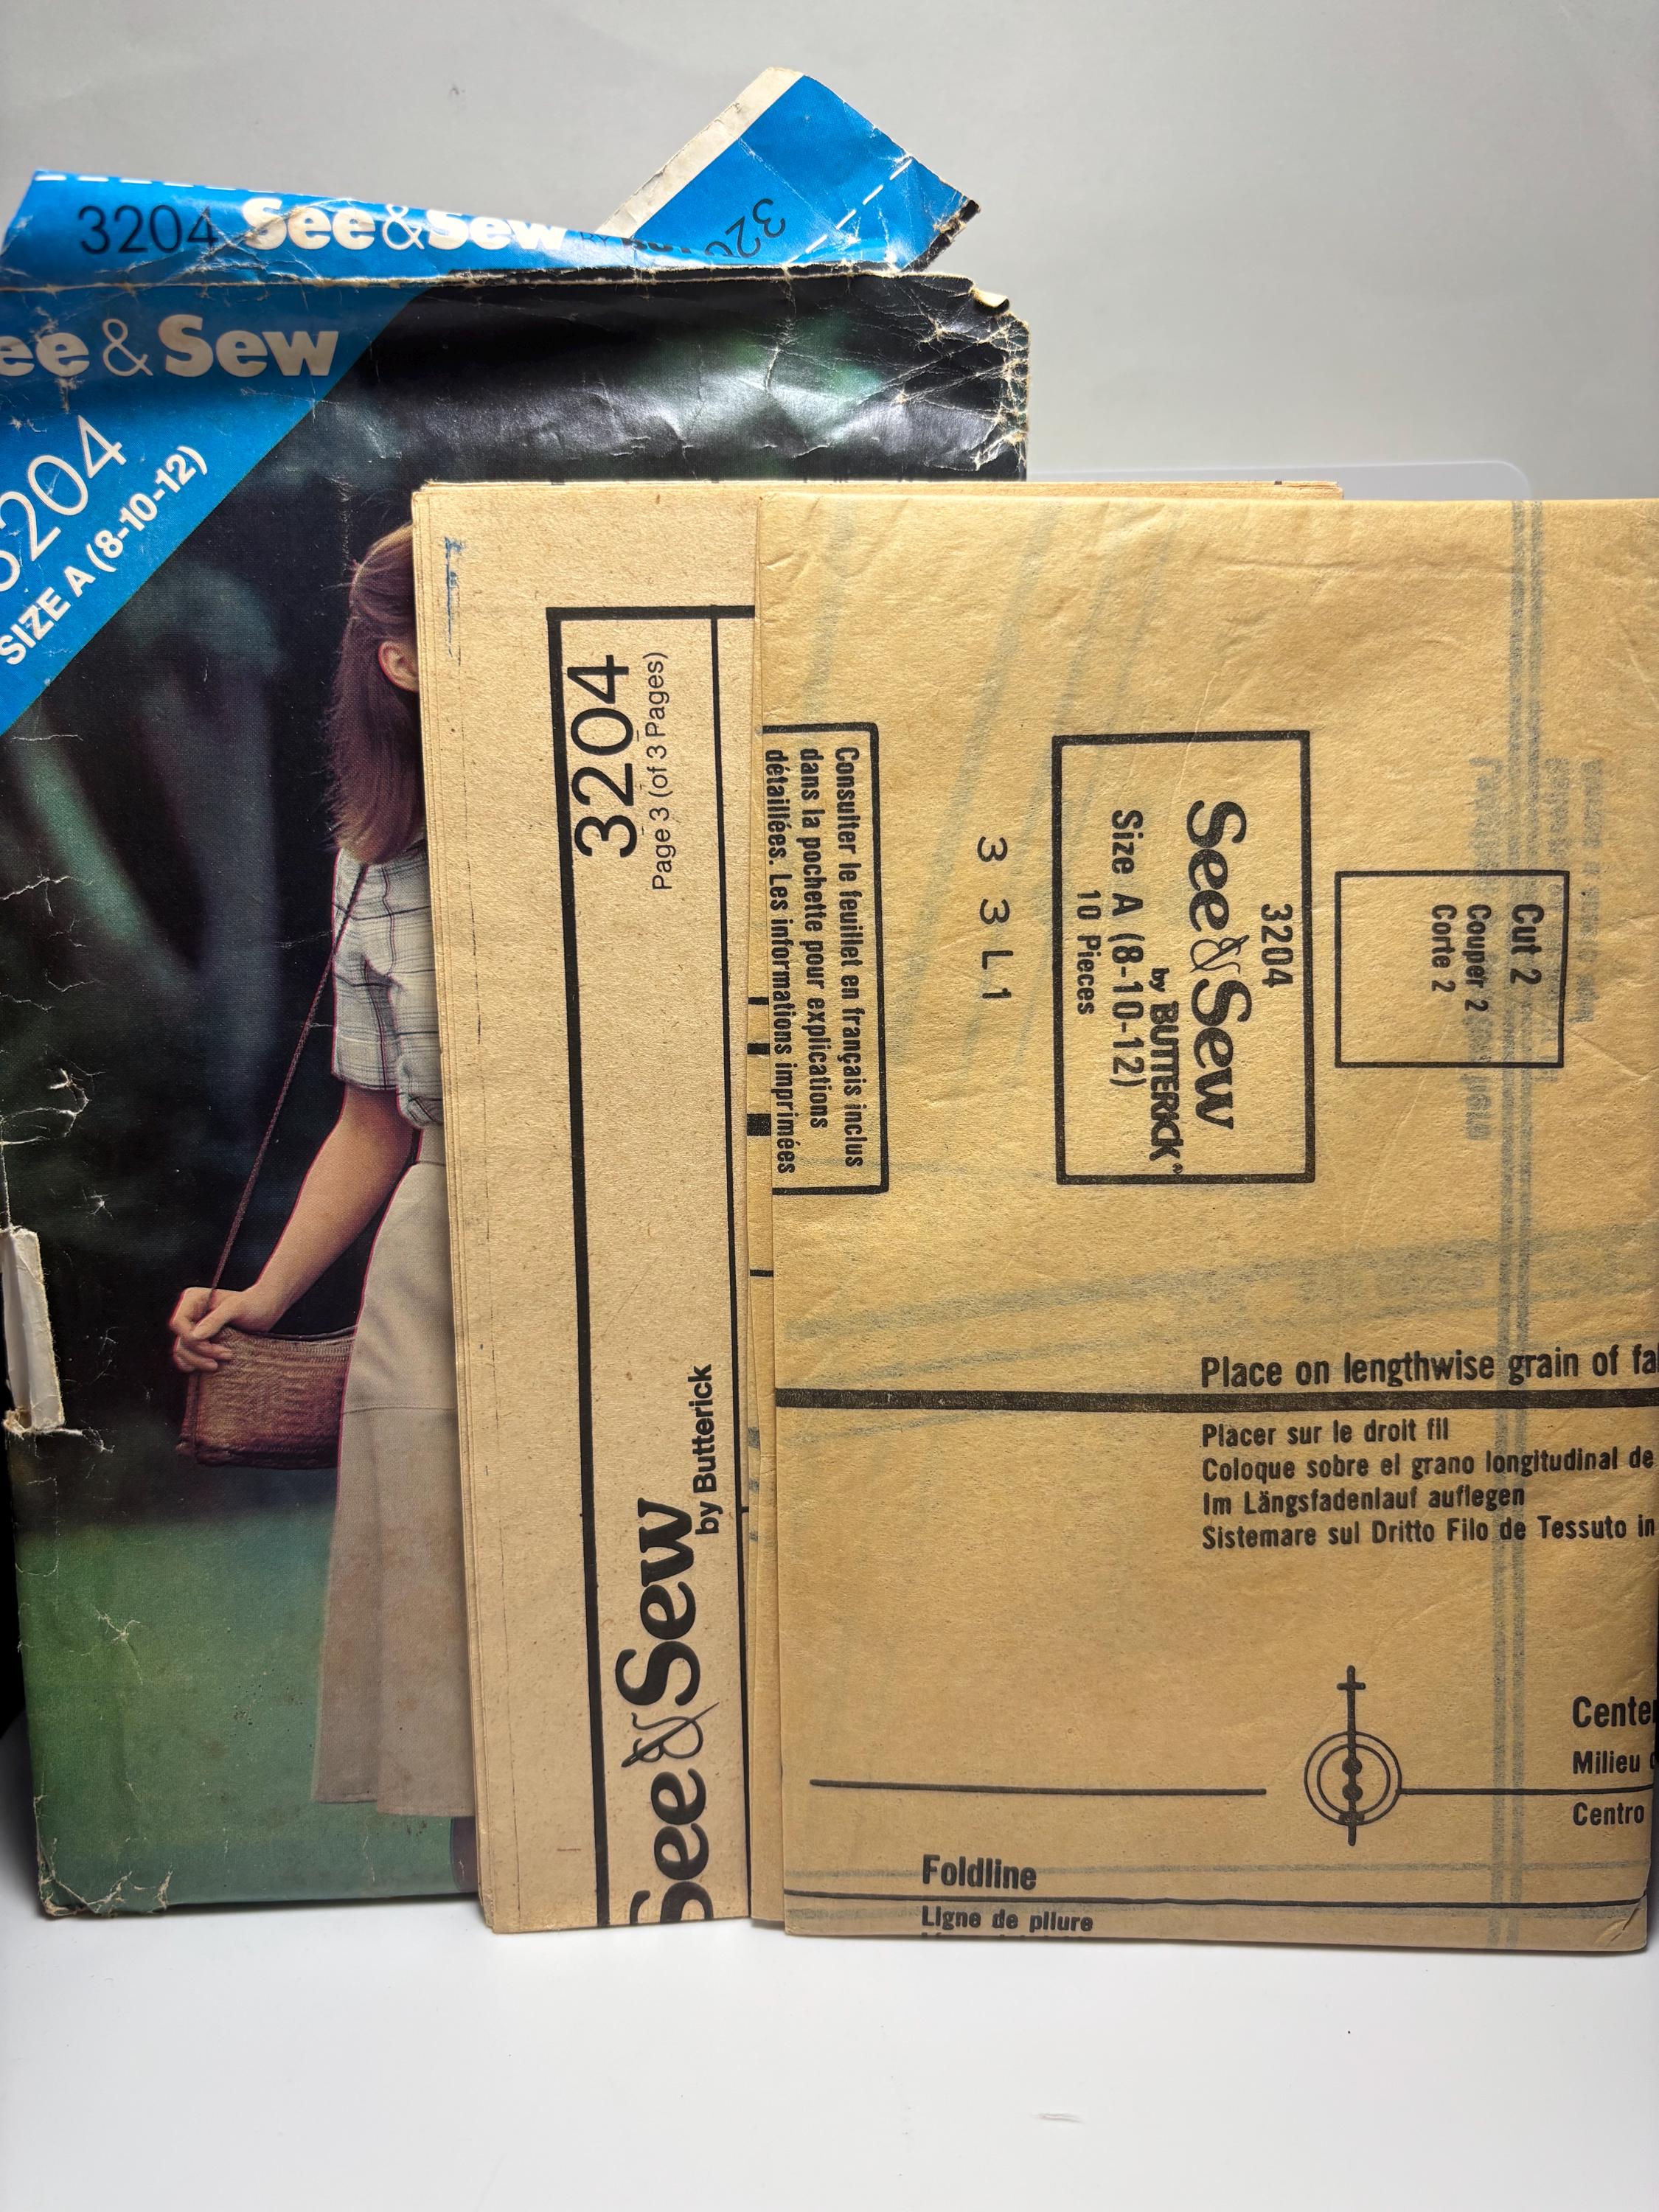 3204 See & Sew BY
320
See & Sew
3204
SIZE A (8-10-12)
3204
Page 3 (of 3 Pages)
See & Sew
by Butterick
Consulter le feuillet en français inclus
dans la pochette pour explications
détaillées. Les informations imprimées
3 3 L 1
3204
See & Sew
by BUTTERICK®
Size A (8-10-12)
10 Pieces
Cut 2
Couper 2
Corte 2
Place on lengthwise grain of
Placer sur le droit fil
Coloque sobre el grano longitudinal de
Im Längsfadenlauf auflegen
Sistemare sul Dritto Filo de Tessuto in
Milieu
Centro
Foldline
Ligne de pliure